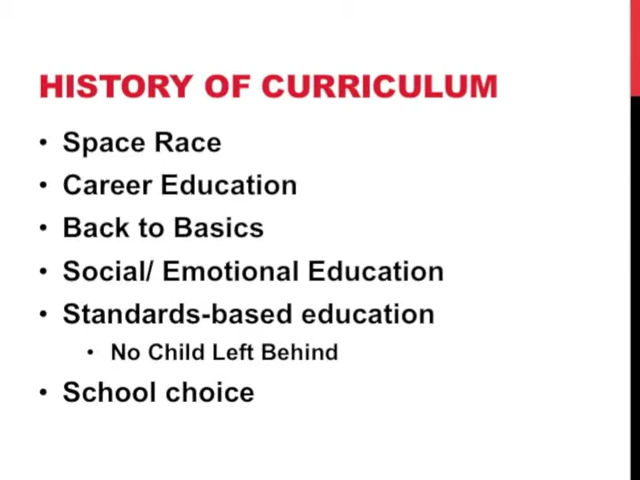 HISTORY OF CURRICULUM
• Space Race
• Career Education
• Back to Basics
• Social/ Emotional Education
• Standards-based education
• No Child Left Behind
• School choice